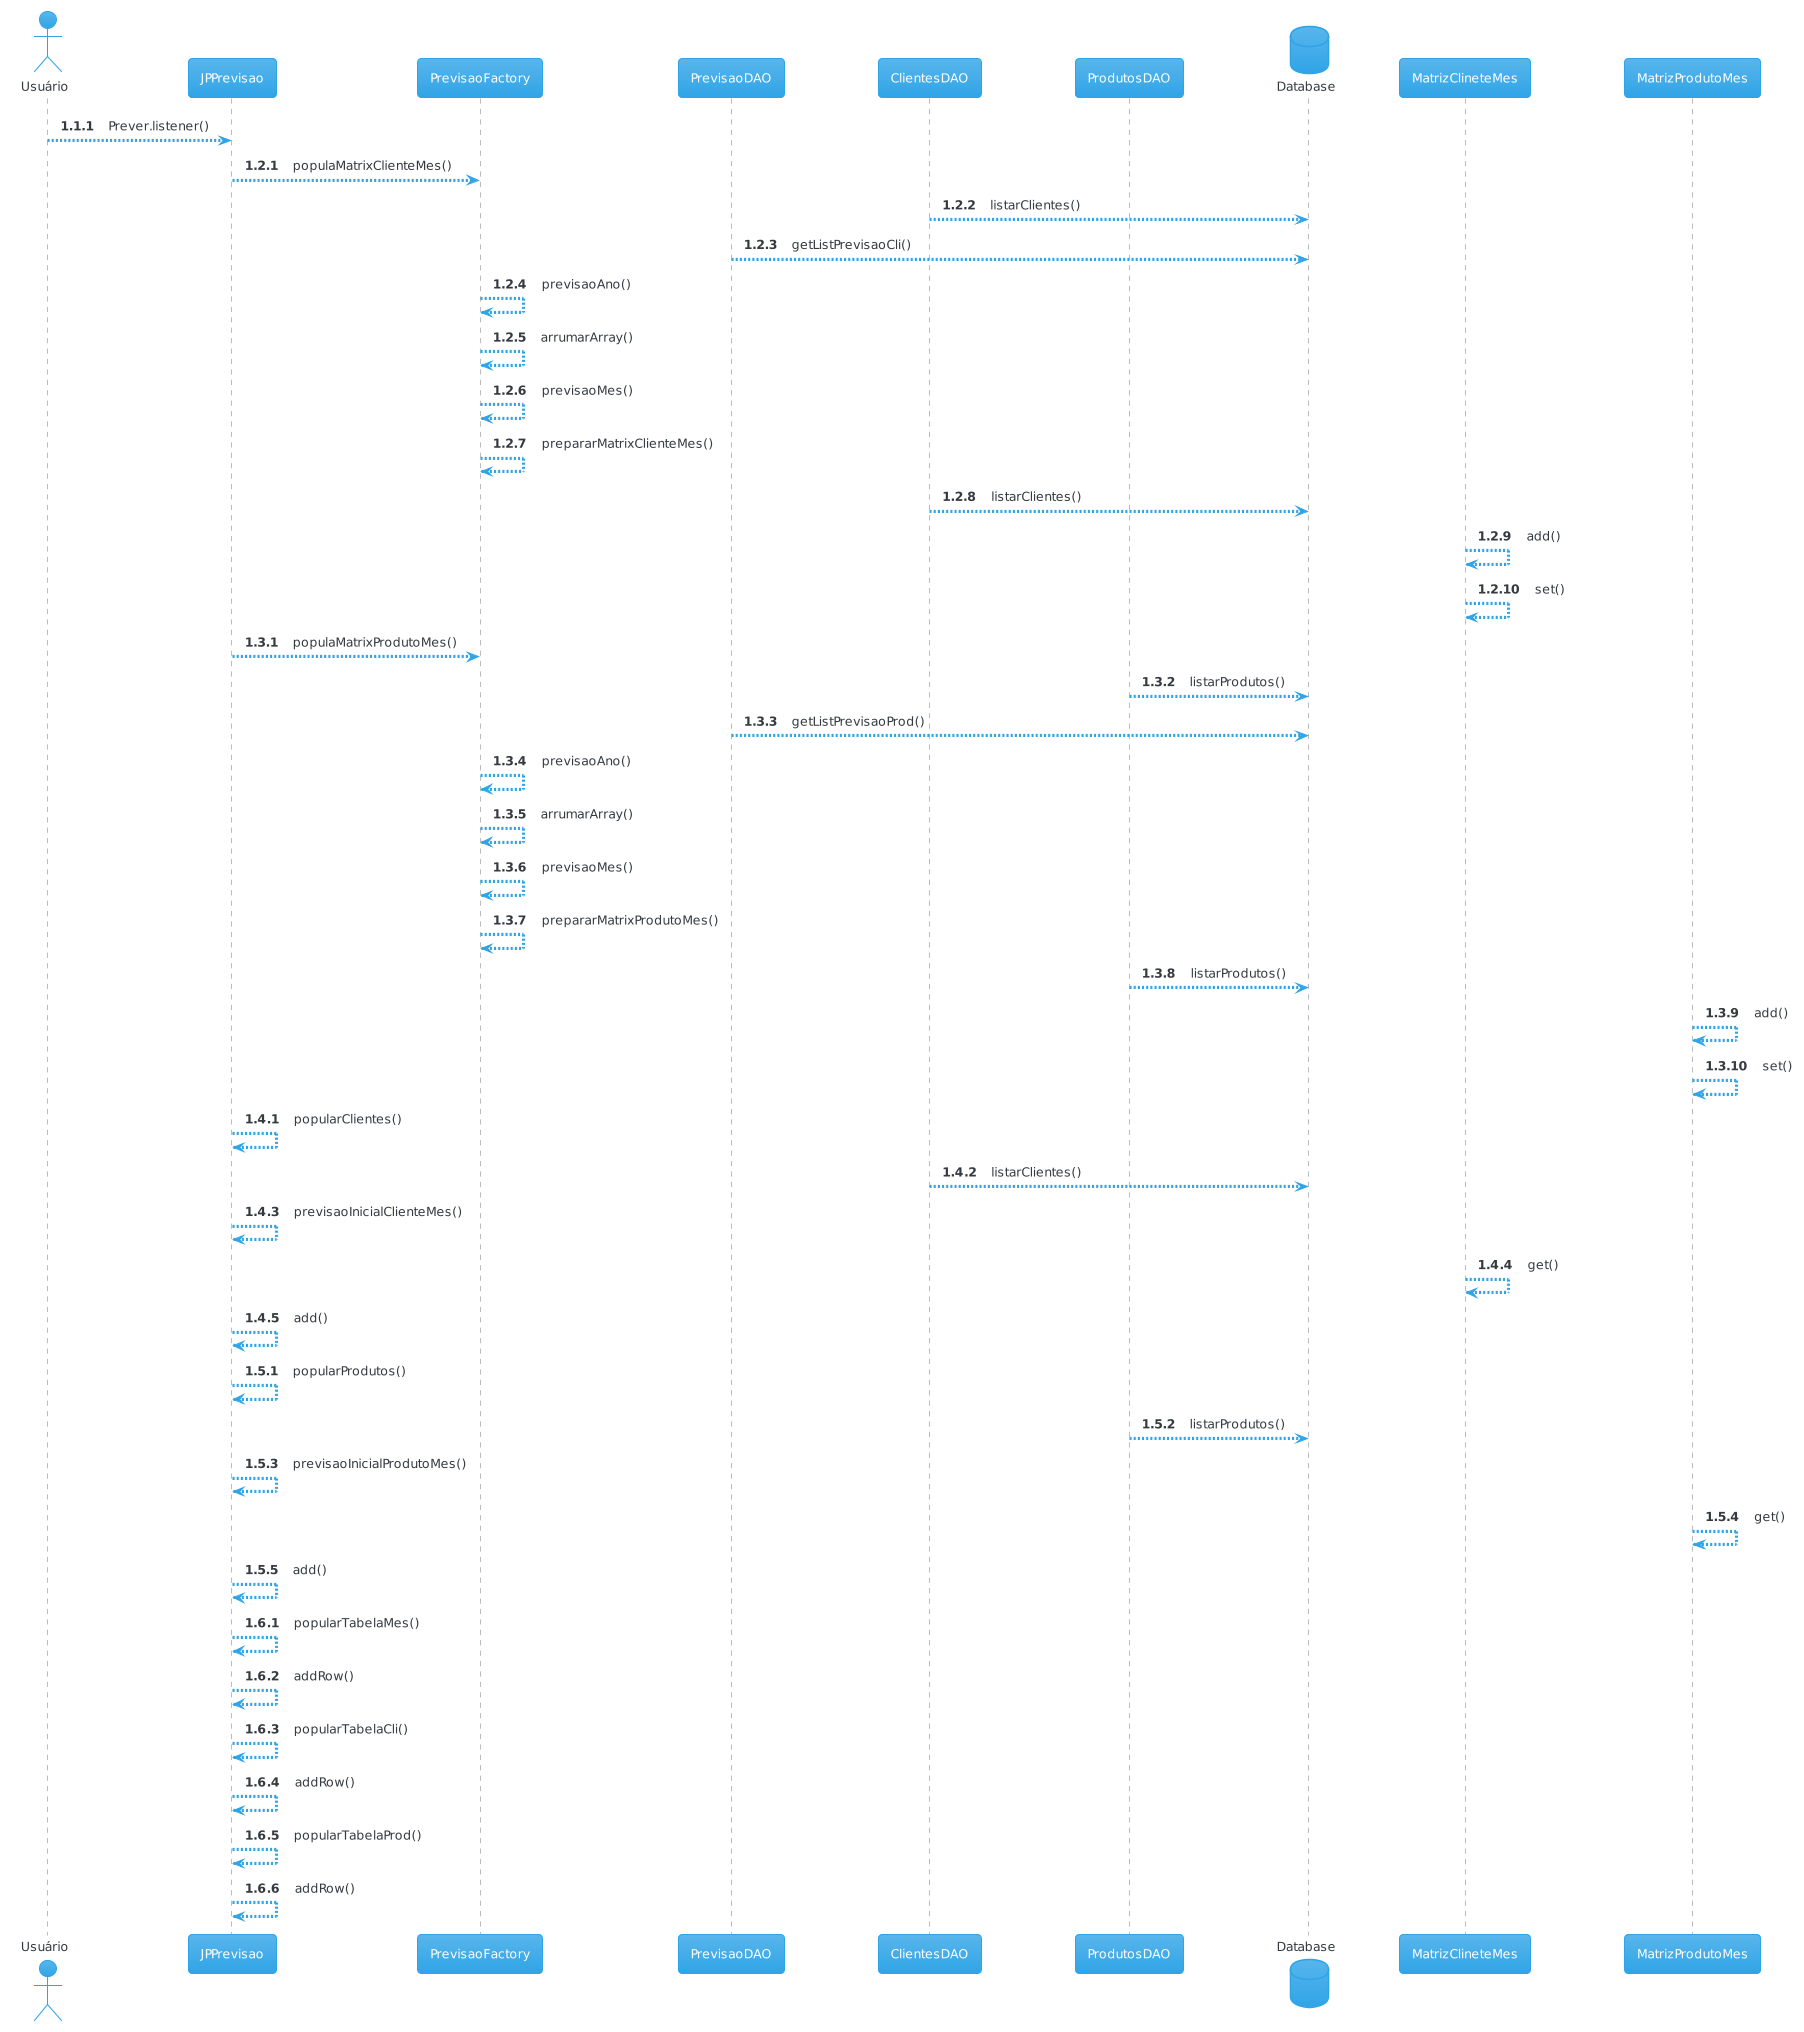 Usuário
JPPrevisao
PrevisaoFactory
PrevisaoDAO
ClientesDAO
ProdutosDAO
Database
MatrizClineteMes
MatrizProdutoMes
1.1.1 Prever.listener()
1.2.1 populaMatrixClienteMes()
1.2.2 listarClientes()
1.2.3 getListPrevisaoCli()
1.2.4 previsaoAno()
1.2.5 arrumarArray()
1.2.6 previsaoMes()
1.2.7 prepararMatrixClienteMes()
1.2.8 listarClientes()
1.2.9 add()
1.2.10 set()
1.3.1 populaMatrixProdutoMes()
1.3.2 listarProdutos()
1.3.3 getListPrevisaoProd()
1.3.4 previsaoAno()
1.3.5 arrumarArray()
1.3.6 previsaoMes()
1.3.7 prepararMatrixProdutoMes()
1.3.8 listarProdutos()
1.3.9 add()
1.3.10 set()
1.4.1 popularClientes()
1.4.2 listarClientes()
1.4.3 previsaoInicialClienteMes()
1.4.4 get()
1.4.5 add()
1.5.1 popularProdutos()
1.5.2 listarProdutos()
1.5.3 previsaoInicialProdutoMes()
1.5.4 get()
1.5.5 add()
1.6.1 popularTabelaMes()
1.6.2 addRow()
1.6.3 popularTabelaCli()
1.6.4 addRow()
1.6.5 popularTabelaProd()
1.6.6 addRow()
Usuário
JPPrevisao
PrevisaoFactory
PrevisaoDAO
ClientesDAO
ProdutosDAO
Database
MatrizClineteMes
MatrizProdutoMes